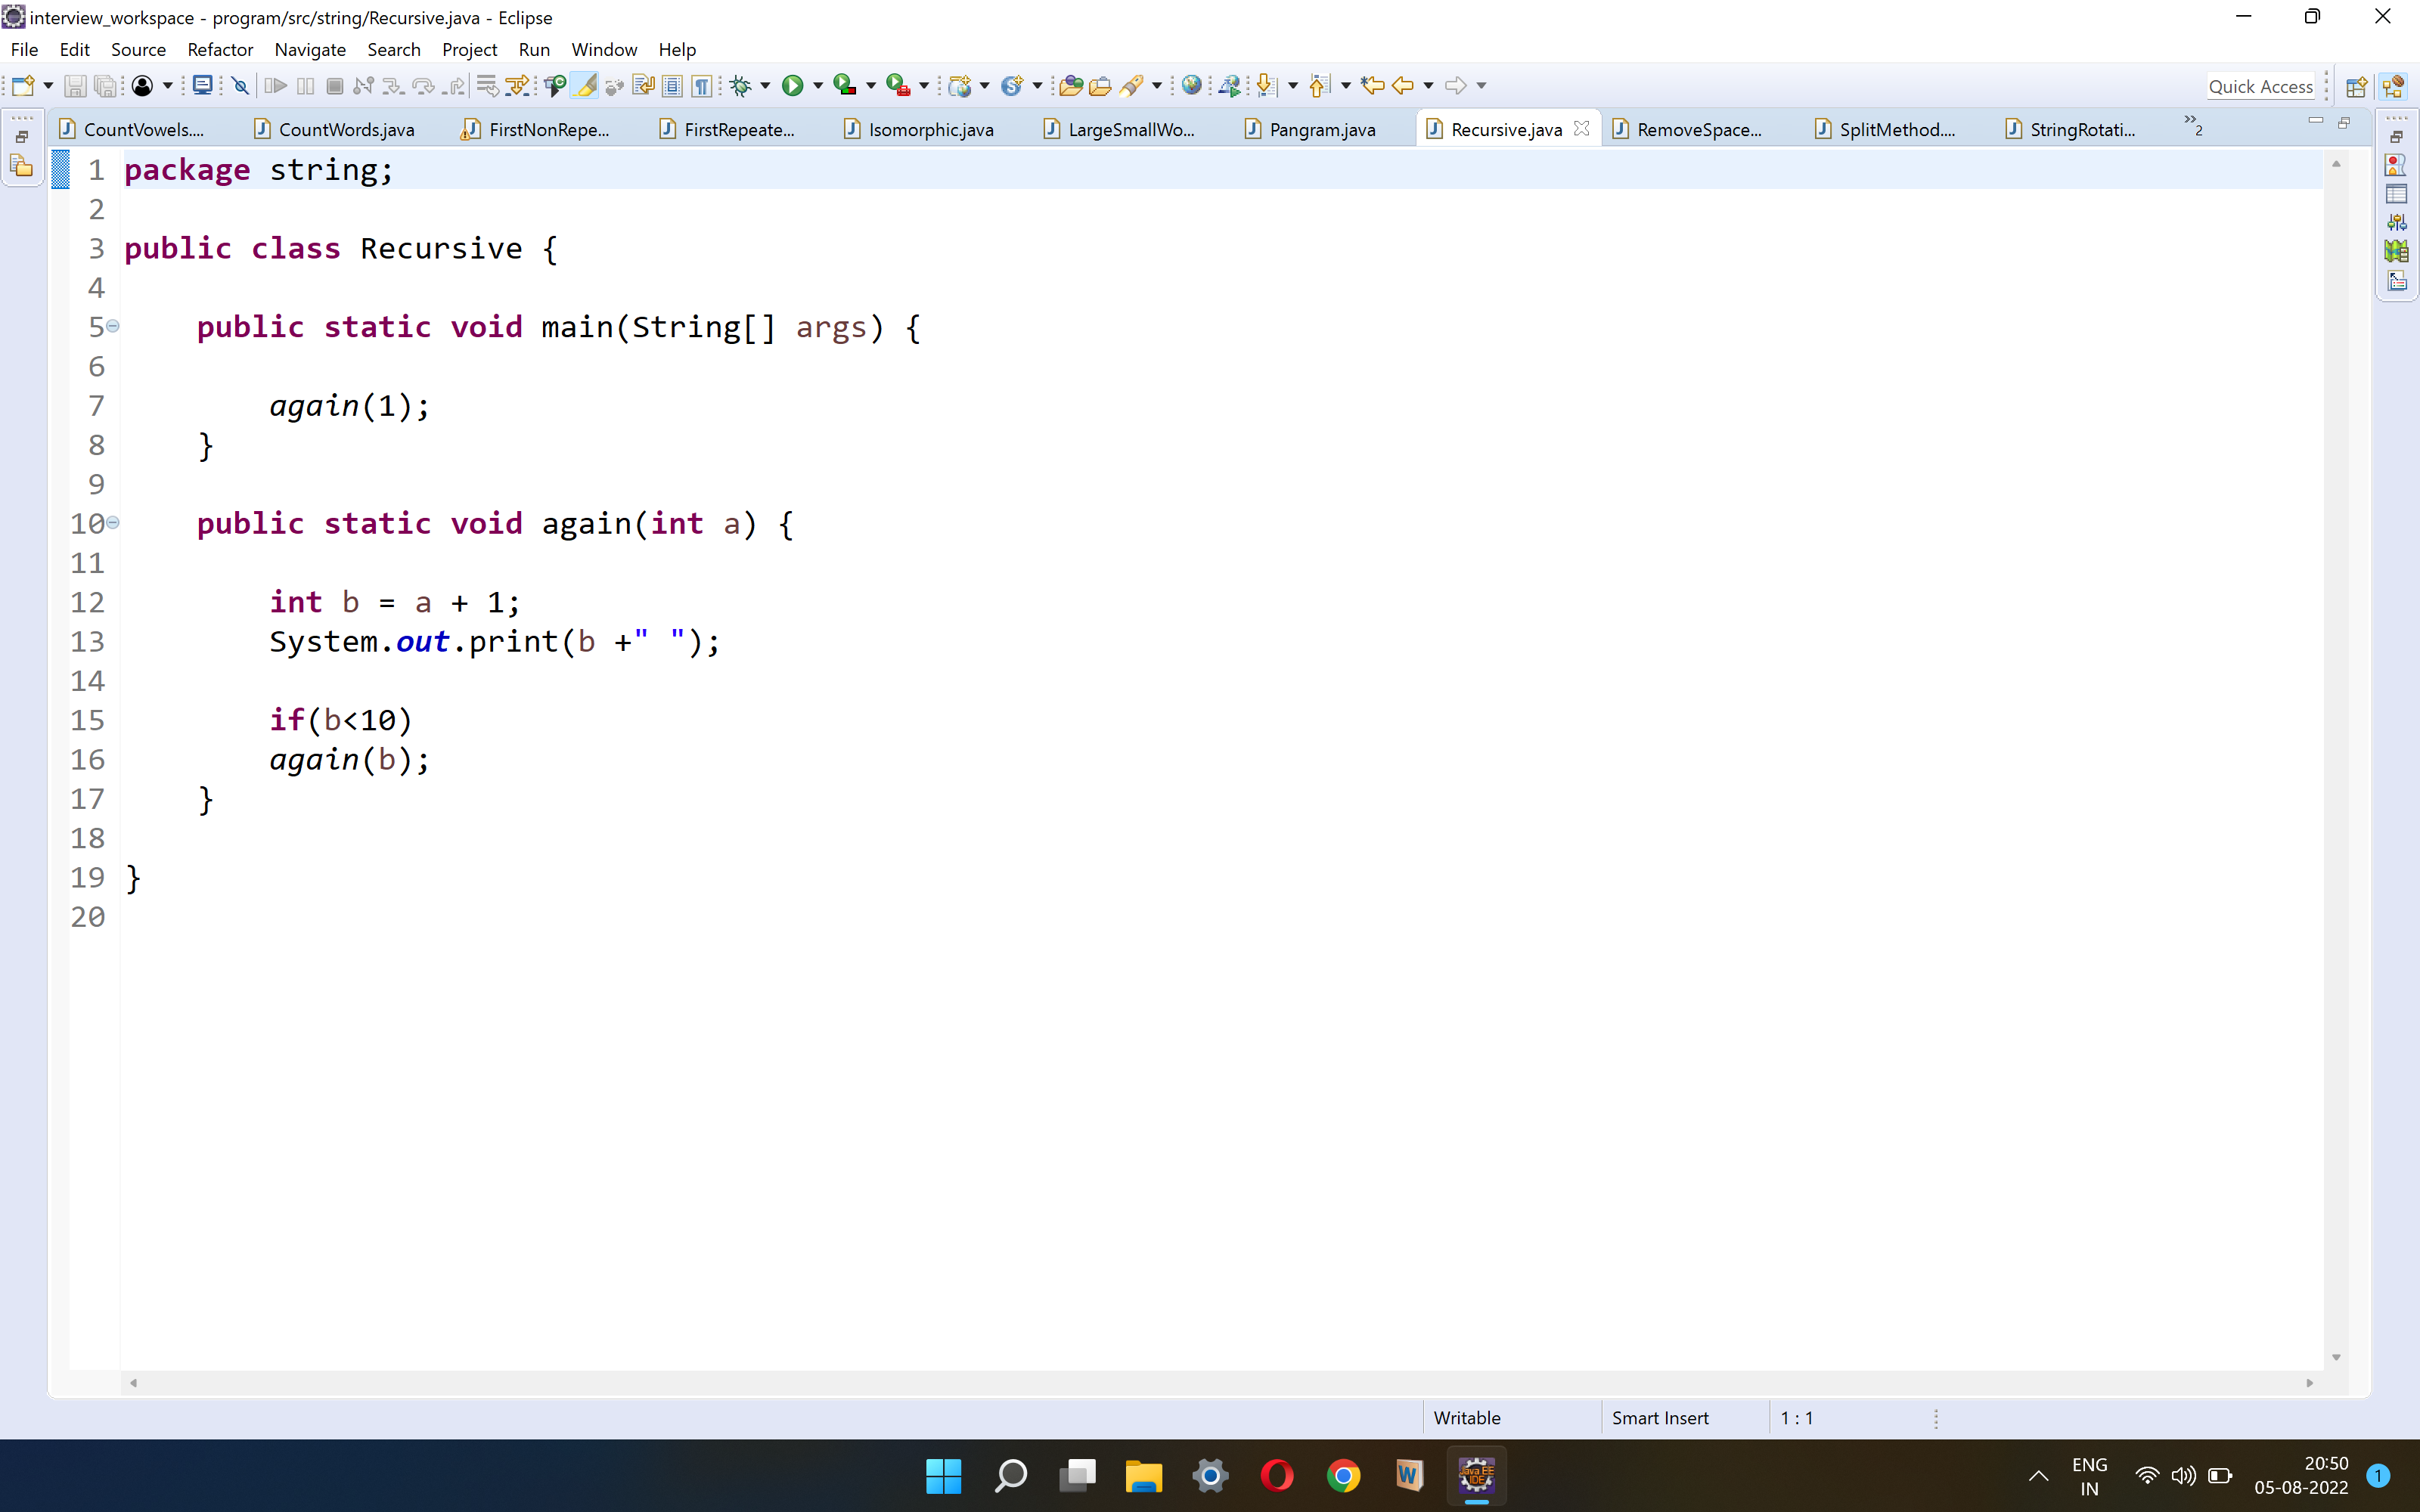 interview_workspace - program/src/string/Recursive.java - Eclipse
File Edit Source Refactor Navigate Search Project Run Window Help
Quick Access
CountVowels.... CountWords.java FirstNonRepe... FirstRepeate... Isomorphic.java LargeSmallWo... Pangram.java Recursive.java RemoveSpace... SplitMethod.... StringRotati... »2
1 package string;
2
3 public class Recursive {
4
5 public static void main(String[] args) {
6
7 again(1);
8 }
9
10 public static void again(int a) {
11
12 int b = a + 1;
13 System.out.print(b +" ");
14
15 if(b<10)
16 again(b);
17 }
18
19 }
20
Writable Smart Insert 1 : 1
Java EE IDE
ENG 20:50
IN 05-08-2022 1